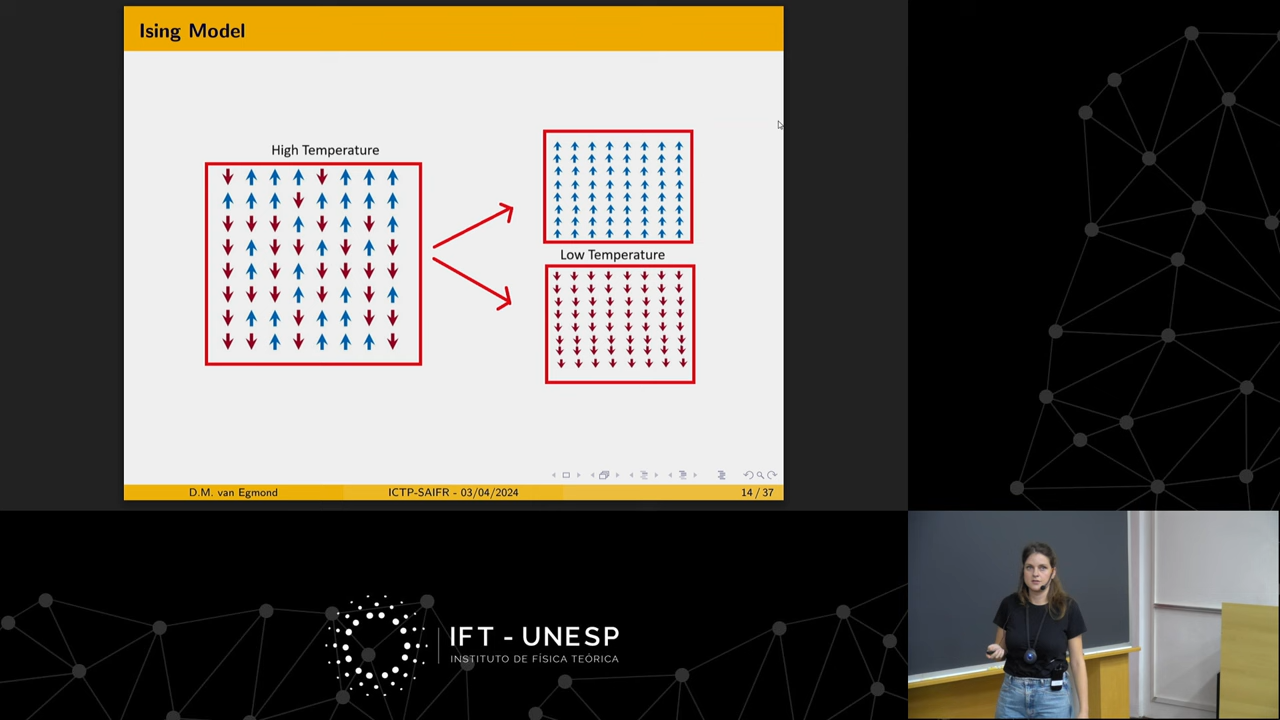 Ising Model
High Temperature
Low Temperature
D.M. van Egmond
ICTP-SAIFR - 03/04/2024
14 / 37
IFT - UNESP
INSTITUTO DE FÍSICA TEÓRICA